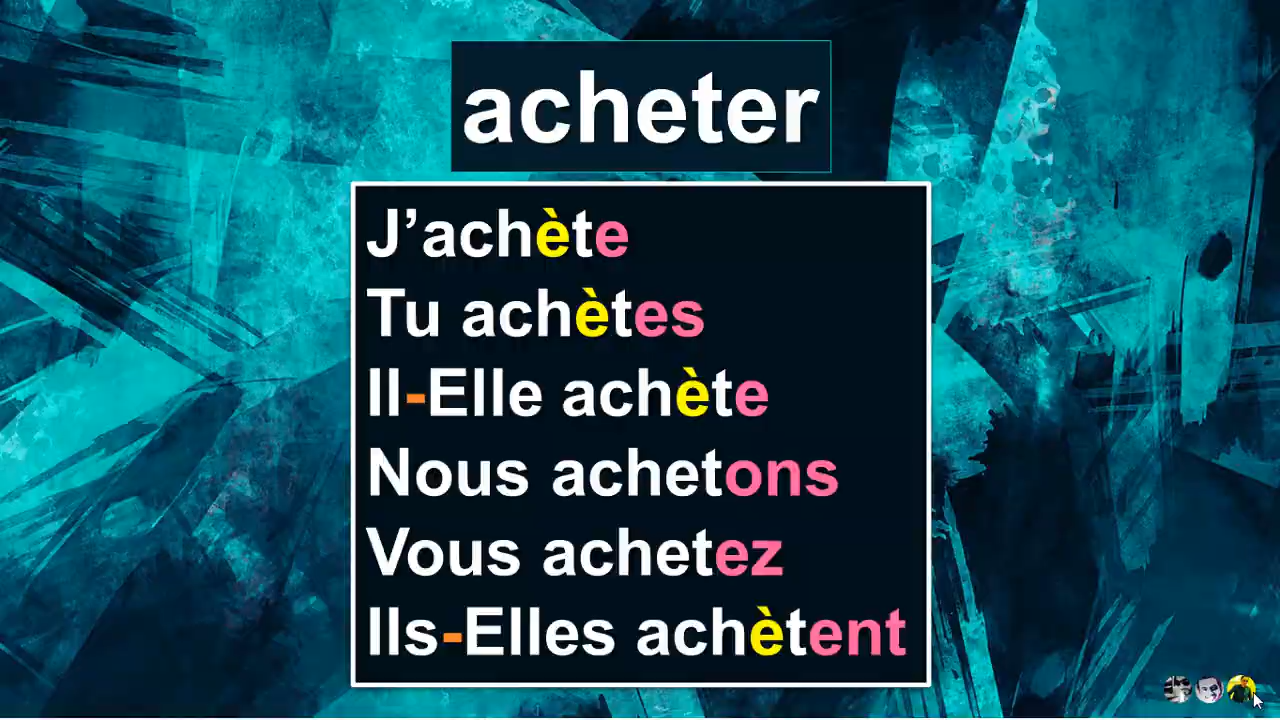 acheter
J’achète
Tu achètes
Il-Elle achète
Nous achetons
Vous achetez
Ils-Elles achètent